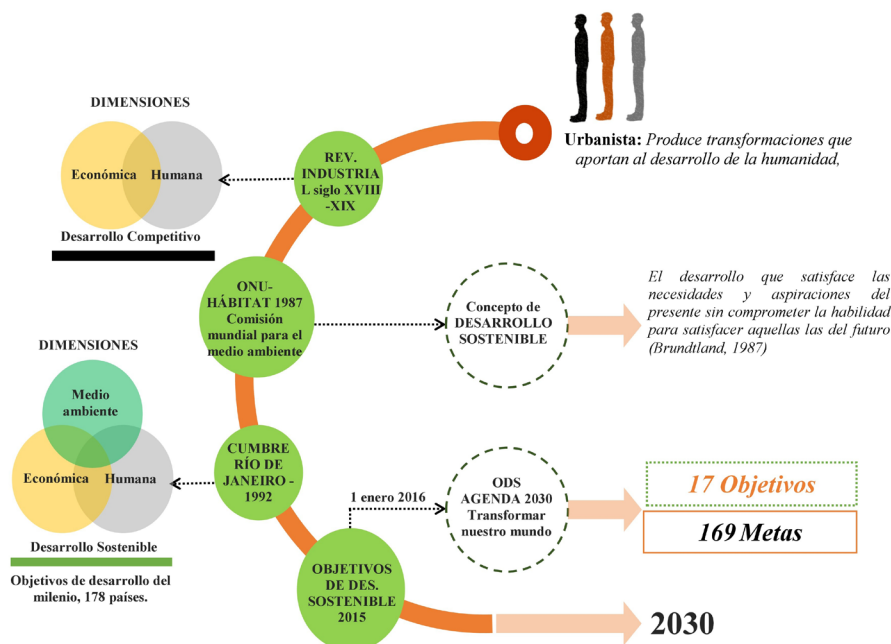 Urbanista: Produce transformaciones que
aportan al desarrollo de la humanidad,
DIMENSIONES
Económica
Humana
Desarrollo Competitivo
REV.
INDUSTRIA
L siglo XVIII
-XIX
ONU-
HÁBITAT 1987
Comisión
mundial para el
medio ambiente
Concepto de
DESARROLLO
SOSTENIBLE
El desarrollo que satisface las
necesidades y aspiraciones del
presente sin comprometer la habilidad
para satisfacer aquellas las del futuro
(Brundtland, 1987)
DIMENSIONES
Medio
ambiente
Económica
Humana
Desarrollo Sostenible
Objetivos de desarrollo del
milenio, 178 países.
CUMBRE
RÍO DE
JANEIRO -
1992
1 enero 2016
ODS
AGENDA 2030
Transformar
nuestro mundo
17 Objetivos
169 Metas
OBJETIVOS
DE DES.
SOSTENIBLE
2015
2030